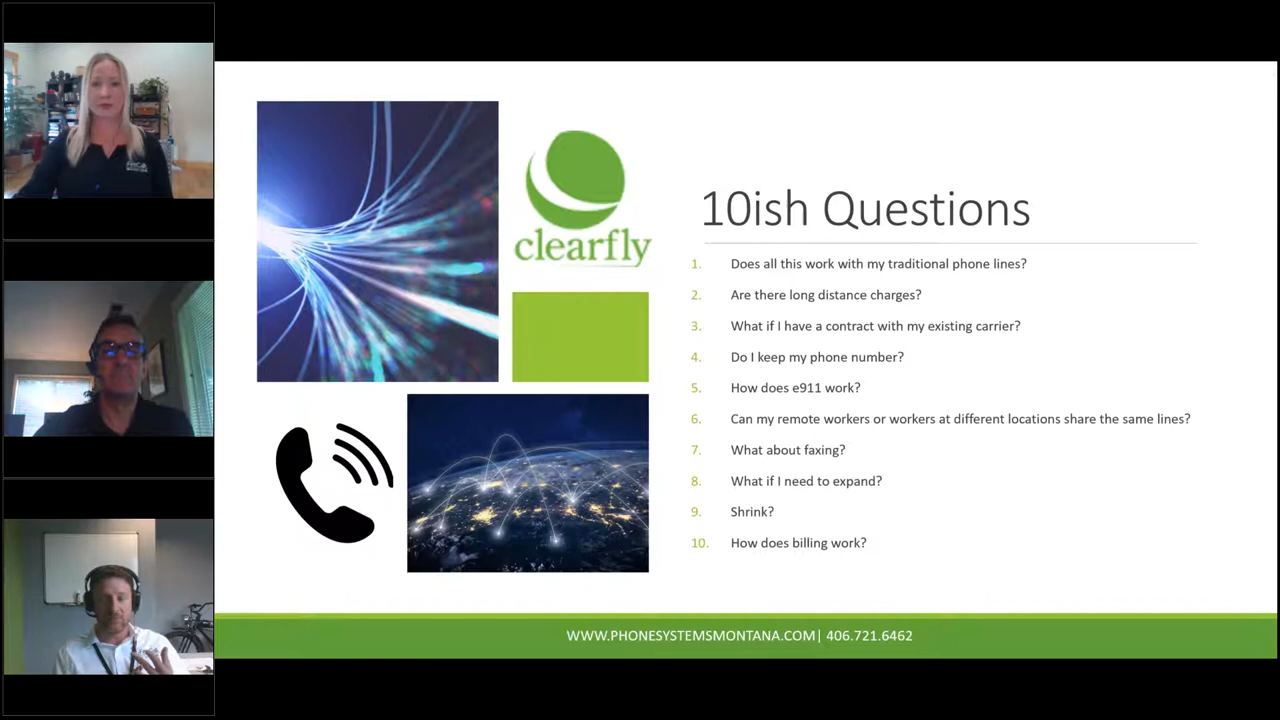 clearfly
10ish Questions
1. Does all this work with my traditional phone lines?
2. Are there long distance charges?
3. What if I have a contract with my existing carrier?
4. Do I keep my phone number?
5. How does e911 work?
6. Can my remote workers or workers at different locations share the same lines?
7. What about faxing?
8. What if I need to expand?
9. Shrink?
10. How does billing work?
WWW.PHONESYSTEMSMONTANA.COM| 406.721.6462